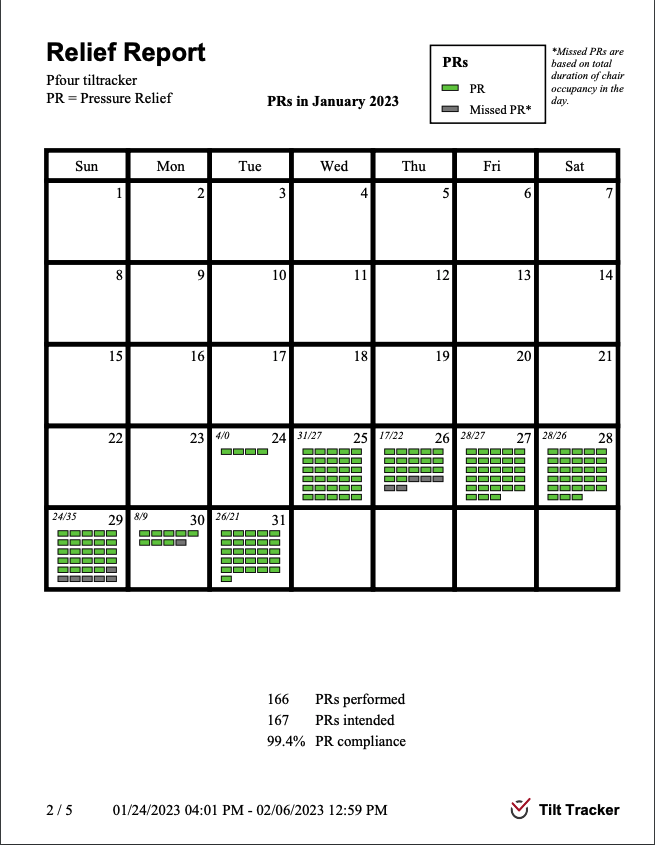 Relief Report
Pfour tiltracker
PR = Pressure Relief
PRs in January 2023
PRs
PR
Missed PR*
*Missed PRs are
based on total
duration of chair
occupancy in the
day.
Sun Mon Tue Wed Thu Fri Sat
1 2 3 4 5 6 7
8 9 10 11 12 13 14
15 16 17 18 19 20 21
22 23 4/0 24 31/27 25 17/22 26 28/27 27 28/26 28
24/35 29 8/9 30 26/21 31
166 PRs performed
167 PRs intended
99.4% PR compliance
2 / 5 01/24/2023 04:01 PM - 02/06/2023 12:59 PM Tilt Tracker